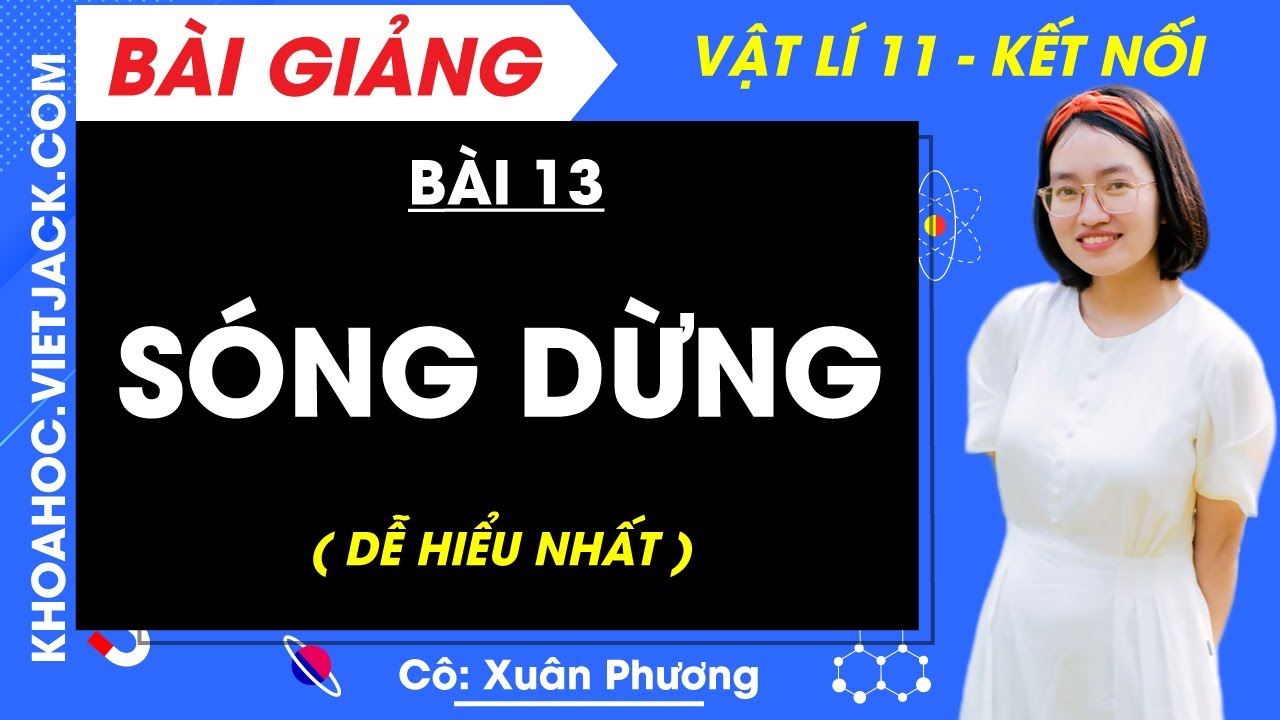 BÀI GIẢNG
VẬT LÍ 11 - KẾT NỐI
KHOAHOC.VIETJACK.COM
BÀI 13
SÓNG DỪNG
( DỄ HIỂU NHẤT )
Cô: Xuân Phương